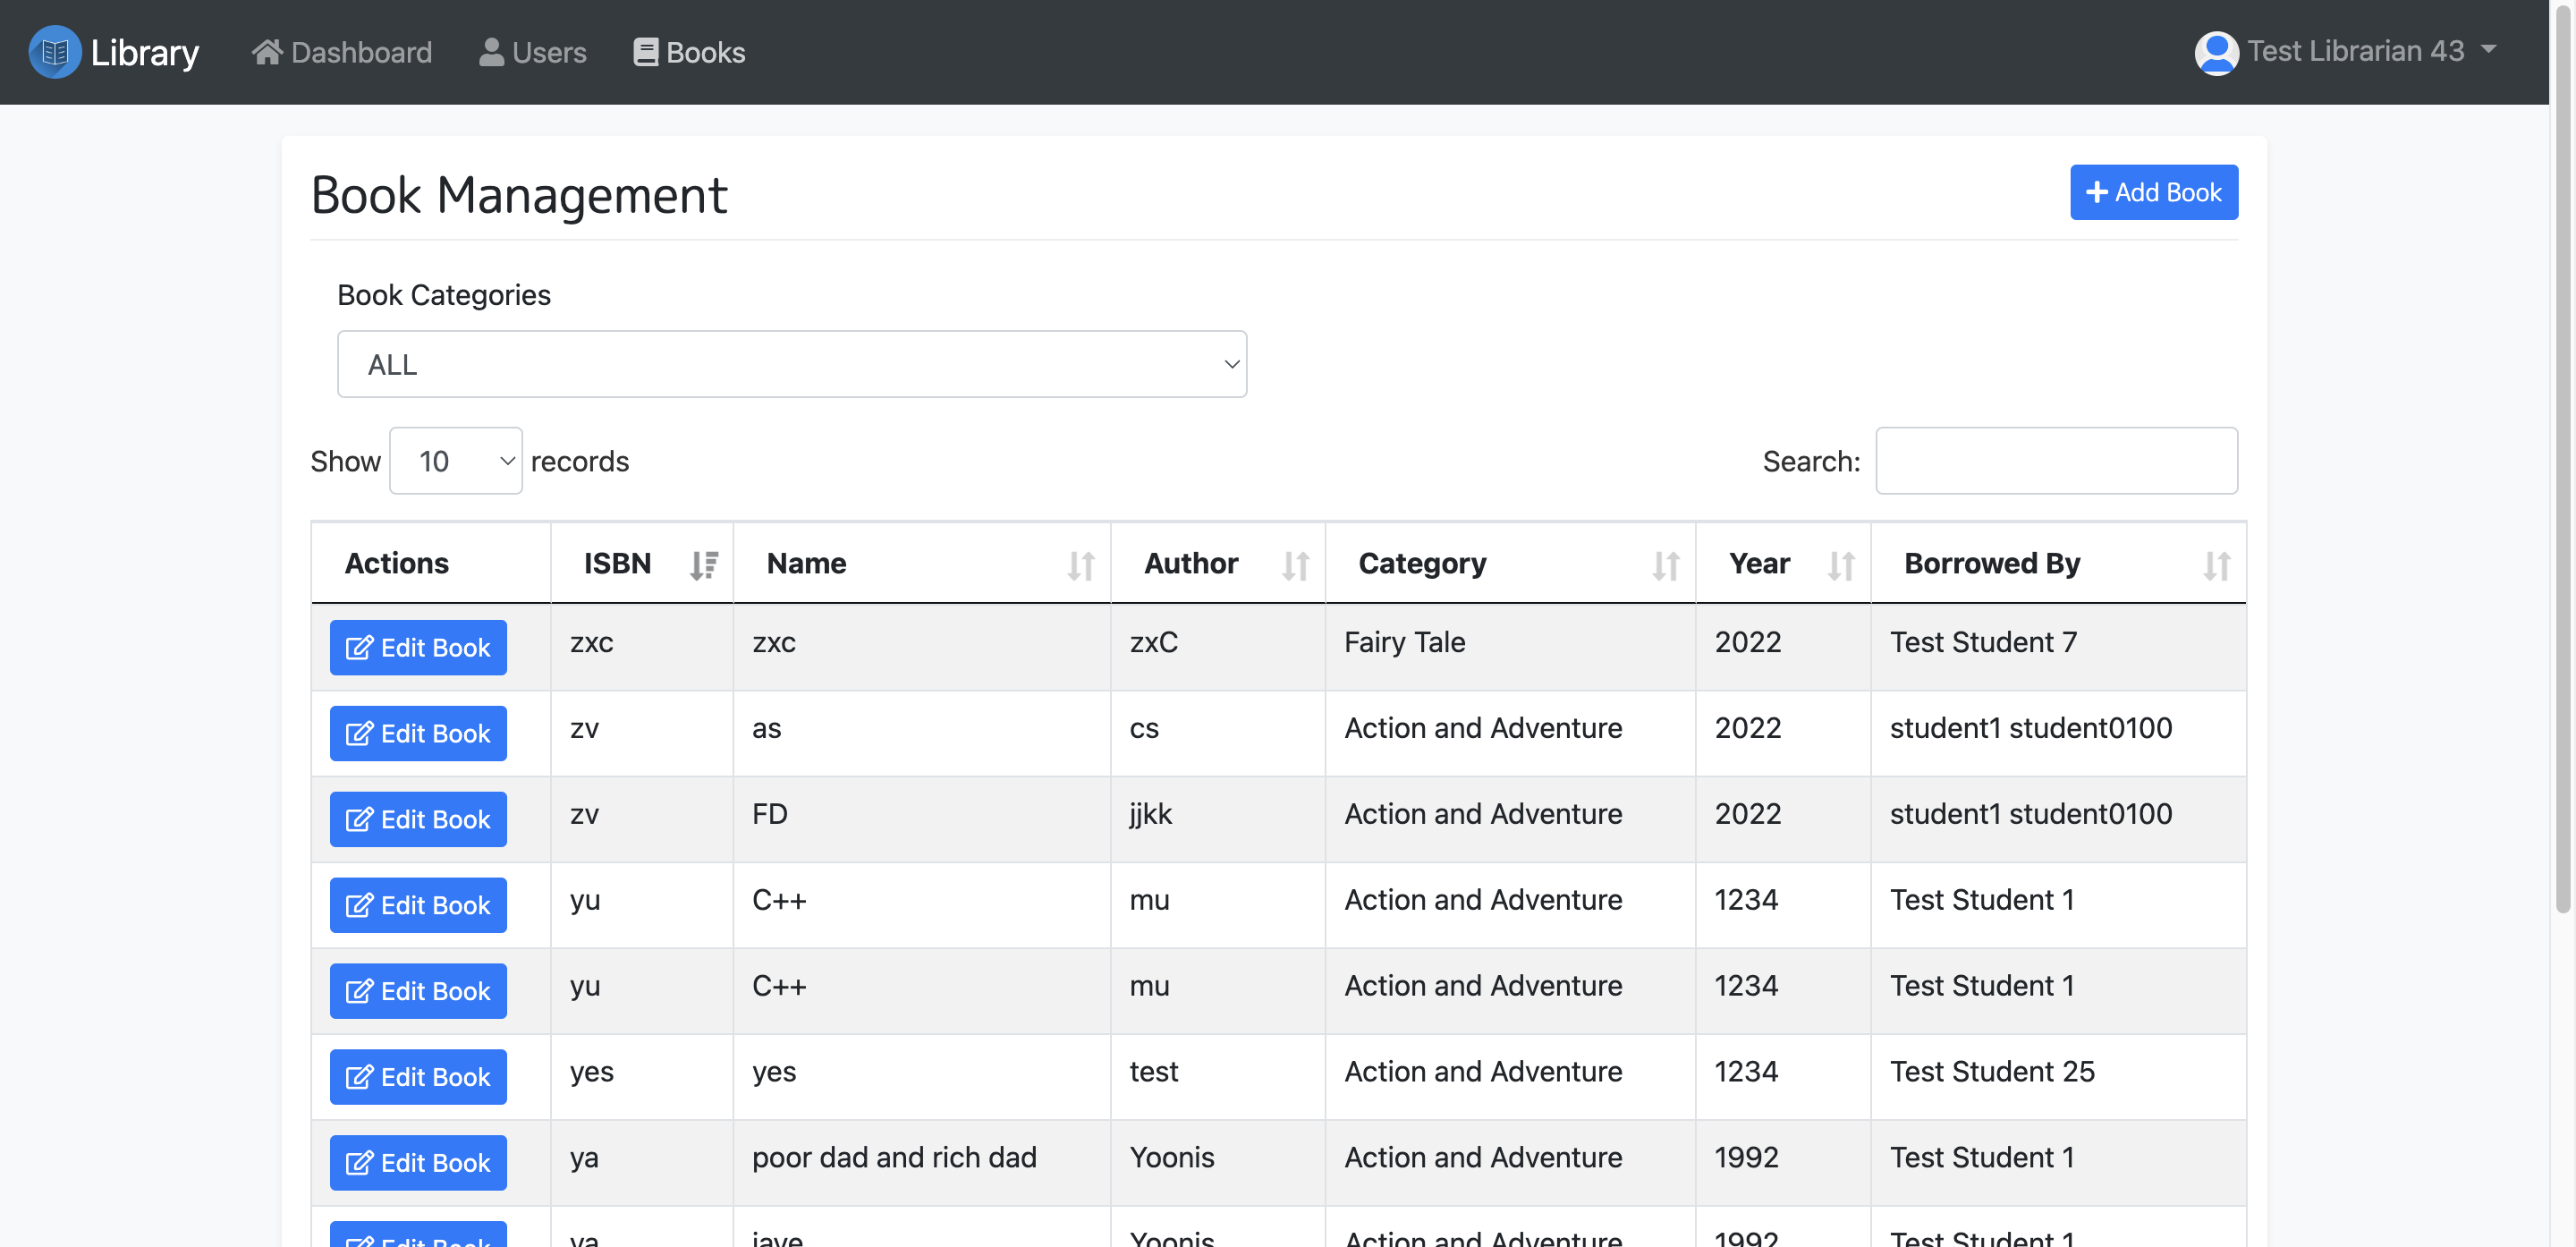 Library Dashboard Users Books Test Librarian 43
Book Management + Add Book
Book Categories
ALL
Show 10 records Search:
Actions ISBN Name Author Category Year Borrowed By
Edit Book zxc zxc zxC Fairy Tale 2022 Test Student 7
Edit Book zv as cs Action and Adventure 2022 student1 student0100
Edit Book zv FD jjkk Action and Adventure 2022 student1 student0100
Edit Book yu C++ mu Action and Adventure 1234 Test Student 1
Edit Book yu C++ mu Action and Adventure 1234 Test Student 1
Edit Book yes yes test Action and Adventure 1234 Test Student 25
Edit Book ya poor dad and rich dad Yoonis Action and Adventure 1992 Test Student 1
Edit Book ya jave Yoonis Action and Adventure 1992 Test Student 1